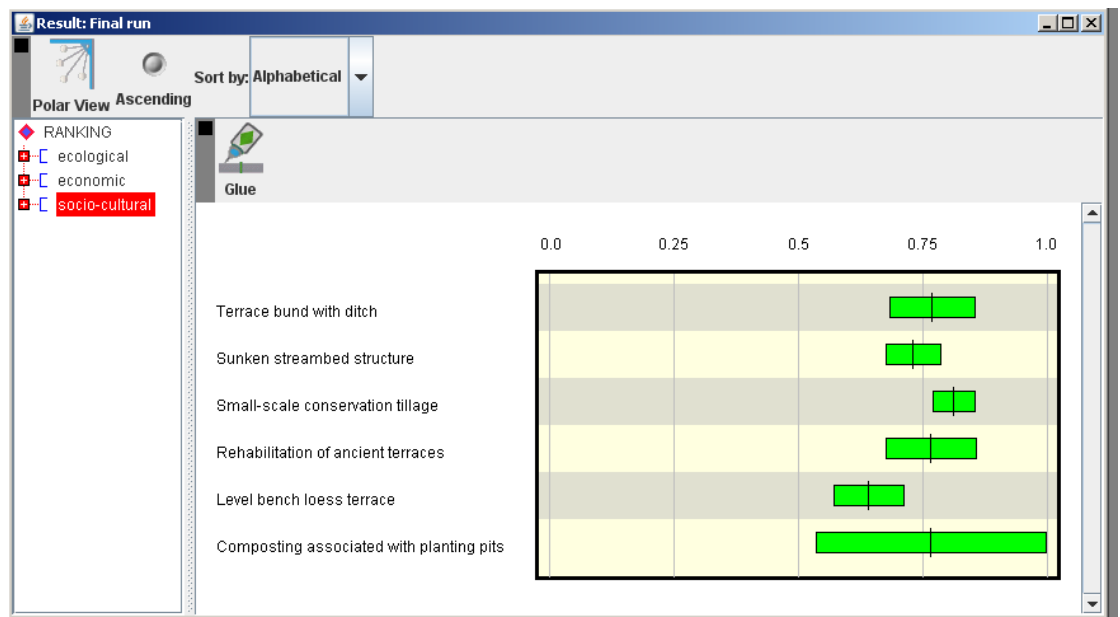 Result: Final run
Polar View
Ascending
Sort by: Alphabetical
RANKING
ecological
economic
socio-cultural
Glue
0.0 0.25 0.5 0.75 1.0
Terrace bund with ditch
Sunken streambed structure
Small-scale conservation tillage
Rehabilitation of ancient terraces
Level bench loess terrace
Composting associated with planting pits